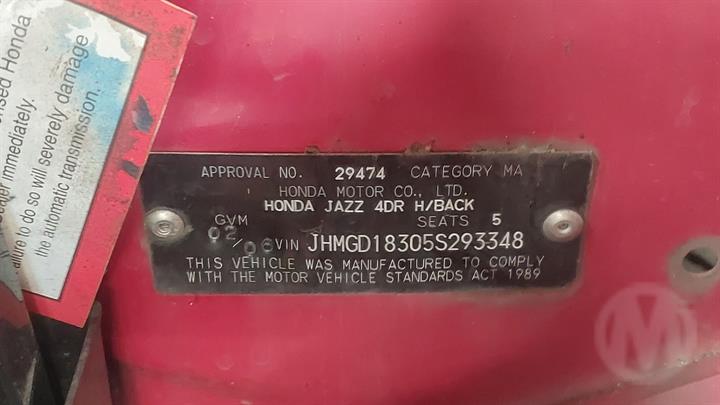 Honda
immediately.
ailure to do so will severely damage
the automatic transmission.
APPROVAL NO. 29474 CATEGORY MA
HONDA MOTOR CO., LTD.
HONDA JAZZ 4DR H/BACK
GVM SEATS 5
02/06 VIN JHMGD18305S293348
THIS VEHICLE WAS MANUFACTURED TO COMPLY
WITH THE MOTOR VEHICLE STANDARDS ACT 1989
M